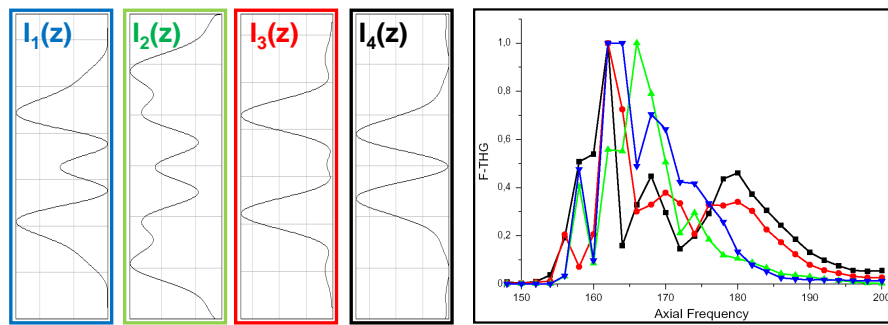 I1(z)
I2(z)
I3(z)
I4(z)
F-THG
1,0
0,8
0,6
0,4
0,2
0,0
150
160
170
180
190
200
Axial Frequency